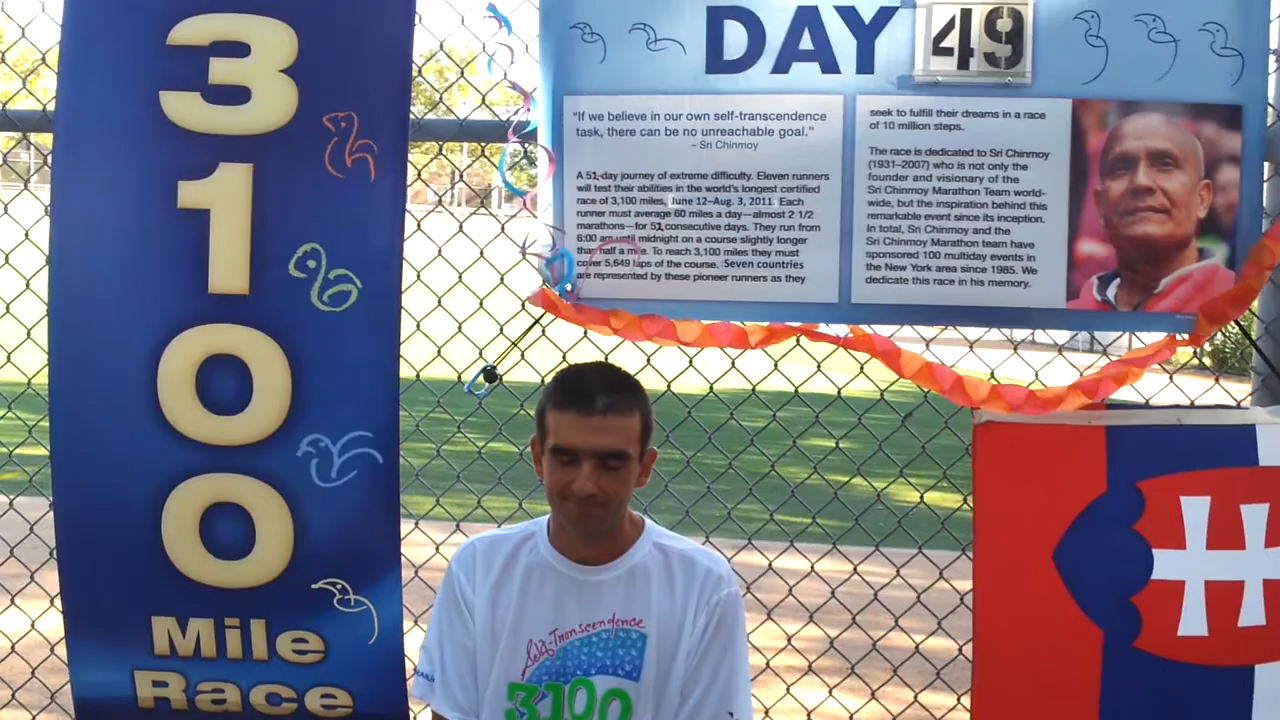 3
1
0
0
Mile
Race
DAY 49
"If we believe in our own self-transcendence
task, there can be no unreachable goal."
– Sri Chinmoy
A 51-day journey of extreme difficulty. Eleven runners
will test their abilities in the world's longest certified
race of 3,100 miles, June 12–Aug. 3, 2011. Each
runner must average 60 miles a day—almost 2 1/2
marathons—for 52 consecutive days. They run from
6:00 am until midnight on a course slightly longer
than half a mile. To reach 3,100 miles they must
cover 5,649 laps of the course. Seven countries
are represented by these pioneer runners as they
seek to fulfill their dreams in a race
of 10 million steps.
The race is dedicated to Sri Chinmoy
(1931–2007) who is not only the
founder and visionary of the
Sri Chinmoy Marathon Team world-
wide, but the inspiration behind this
remarkable event since its inception.
In total, Sri Chinmoy and the
Sri Chinmoy Marathon team have
sponsored 100 multiday events in
the New York area since 1985. We
dedicate this race in his memory.
Self-Transcendence
3100